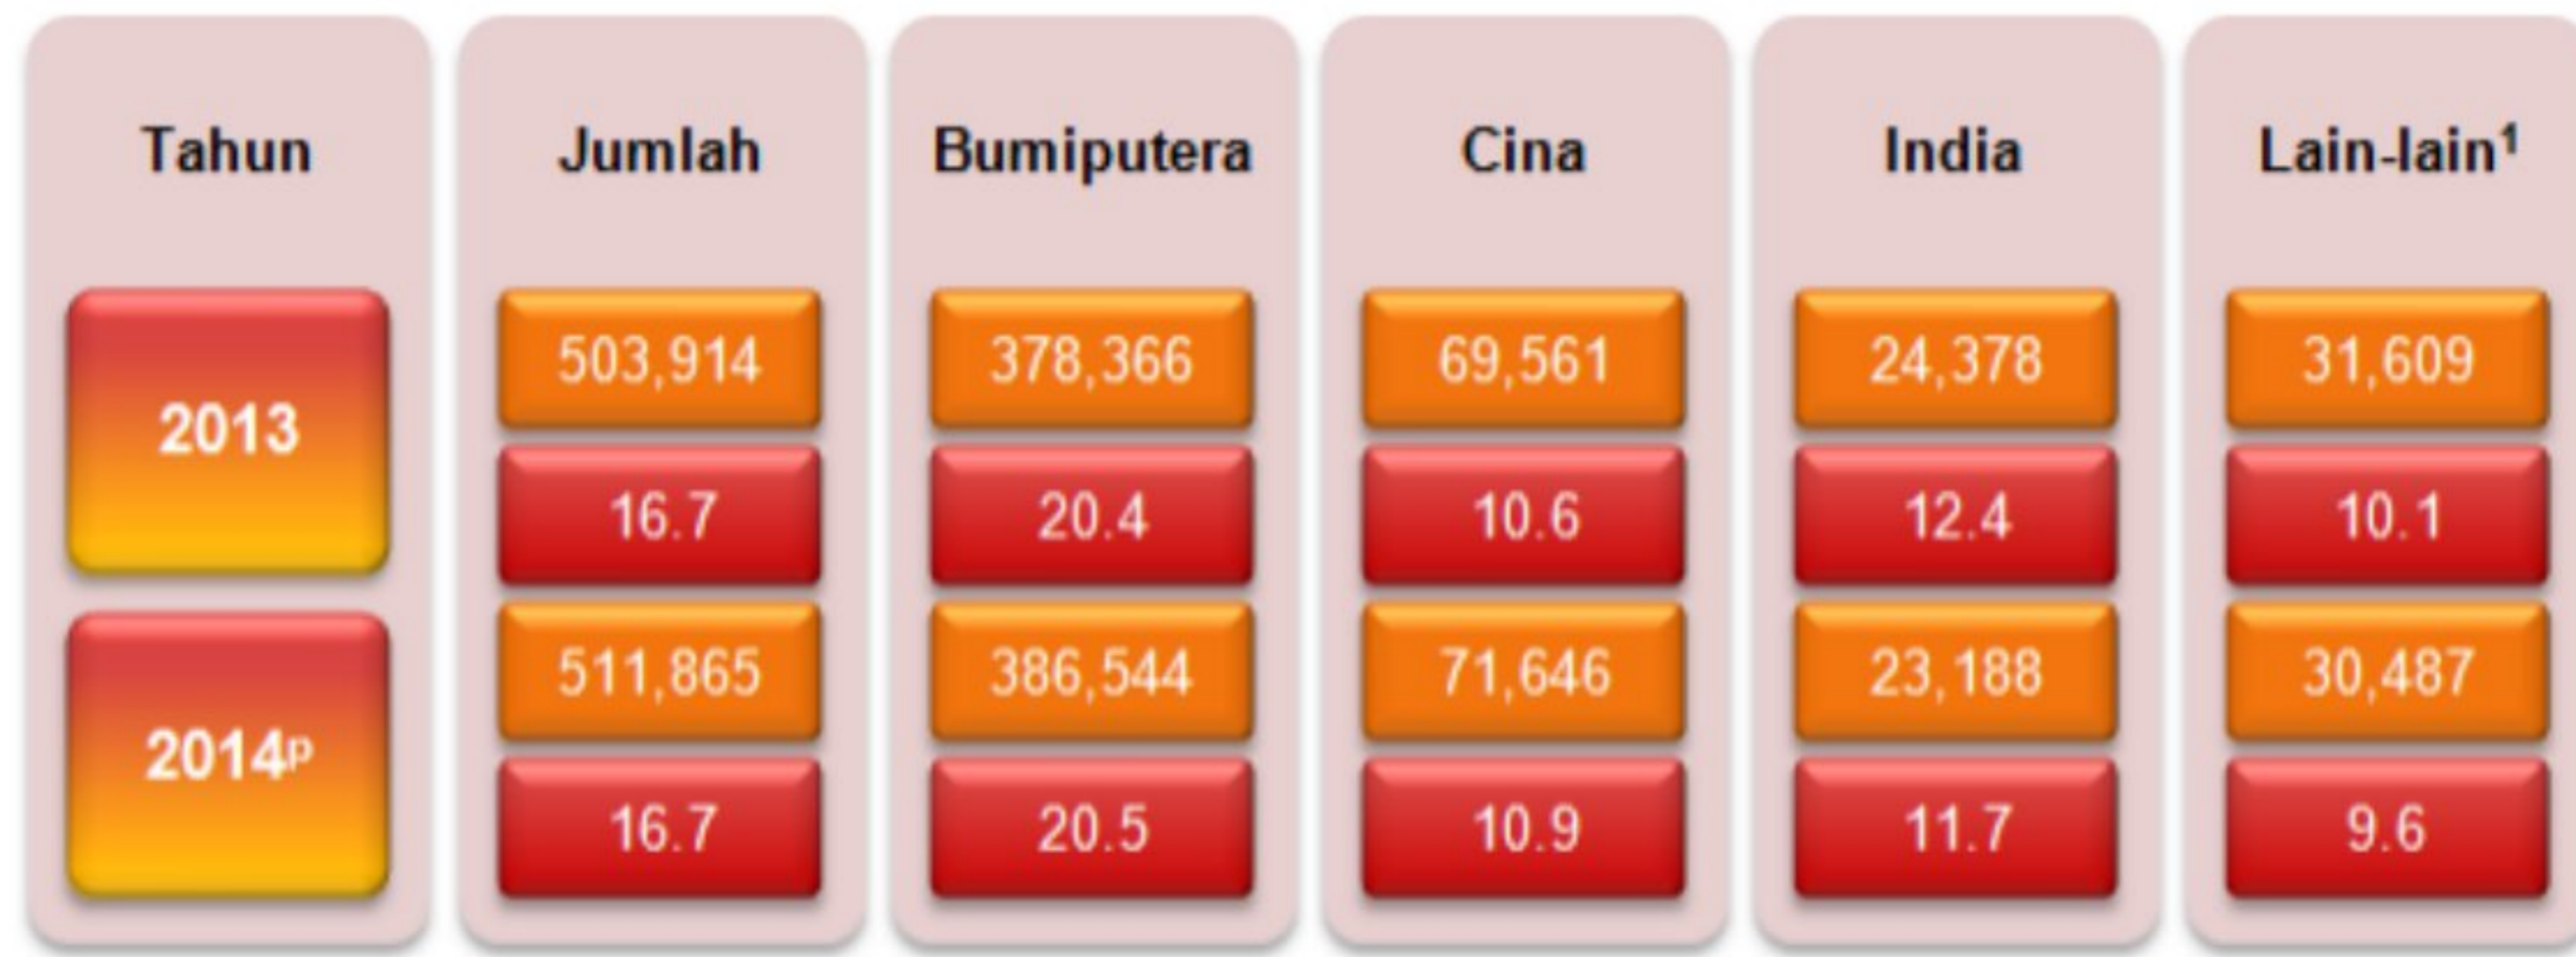 Tahun Jumlah Bumiputera Cina India Lain-lain¹
2013
503,914 378,366 69,561 24,378 31,609
16.7 20.4 10.6 12.4 10.1
2014ᵖ
511,865 386,544 71,646 23,188 30,487
16.7 20.5 10.9 11.7 9.6